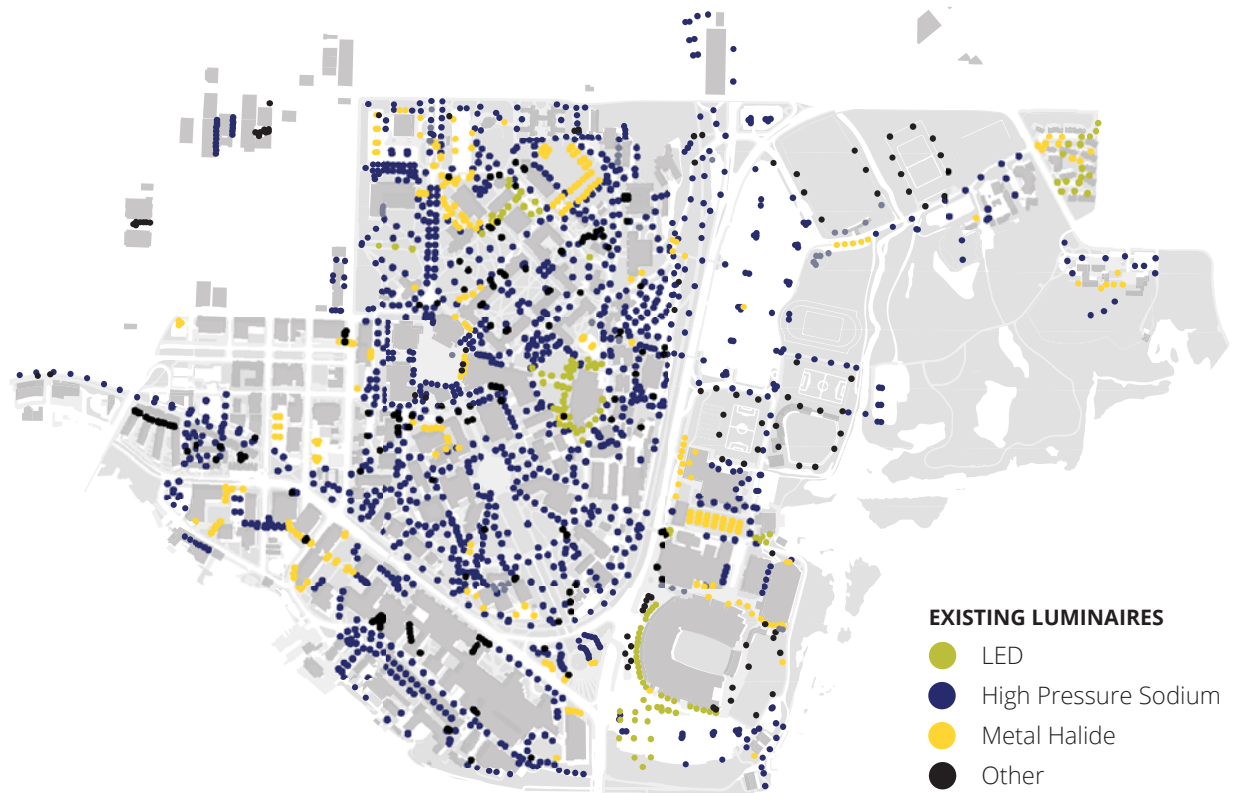 EXISTING LUMINAIRES
LED
High Pressure Sodium
Metal Halide
Other